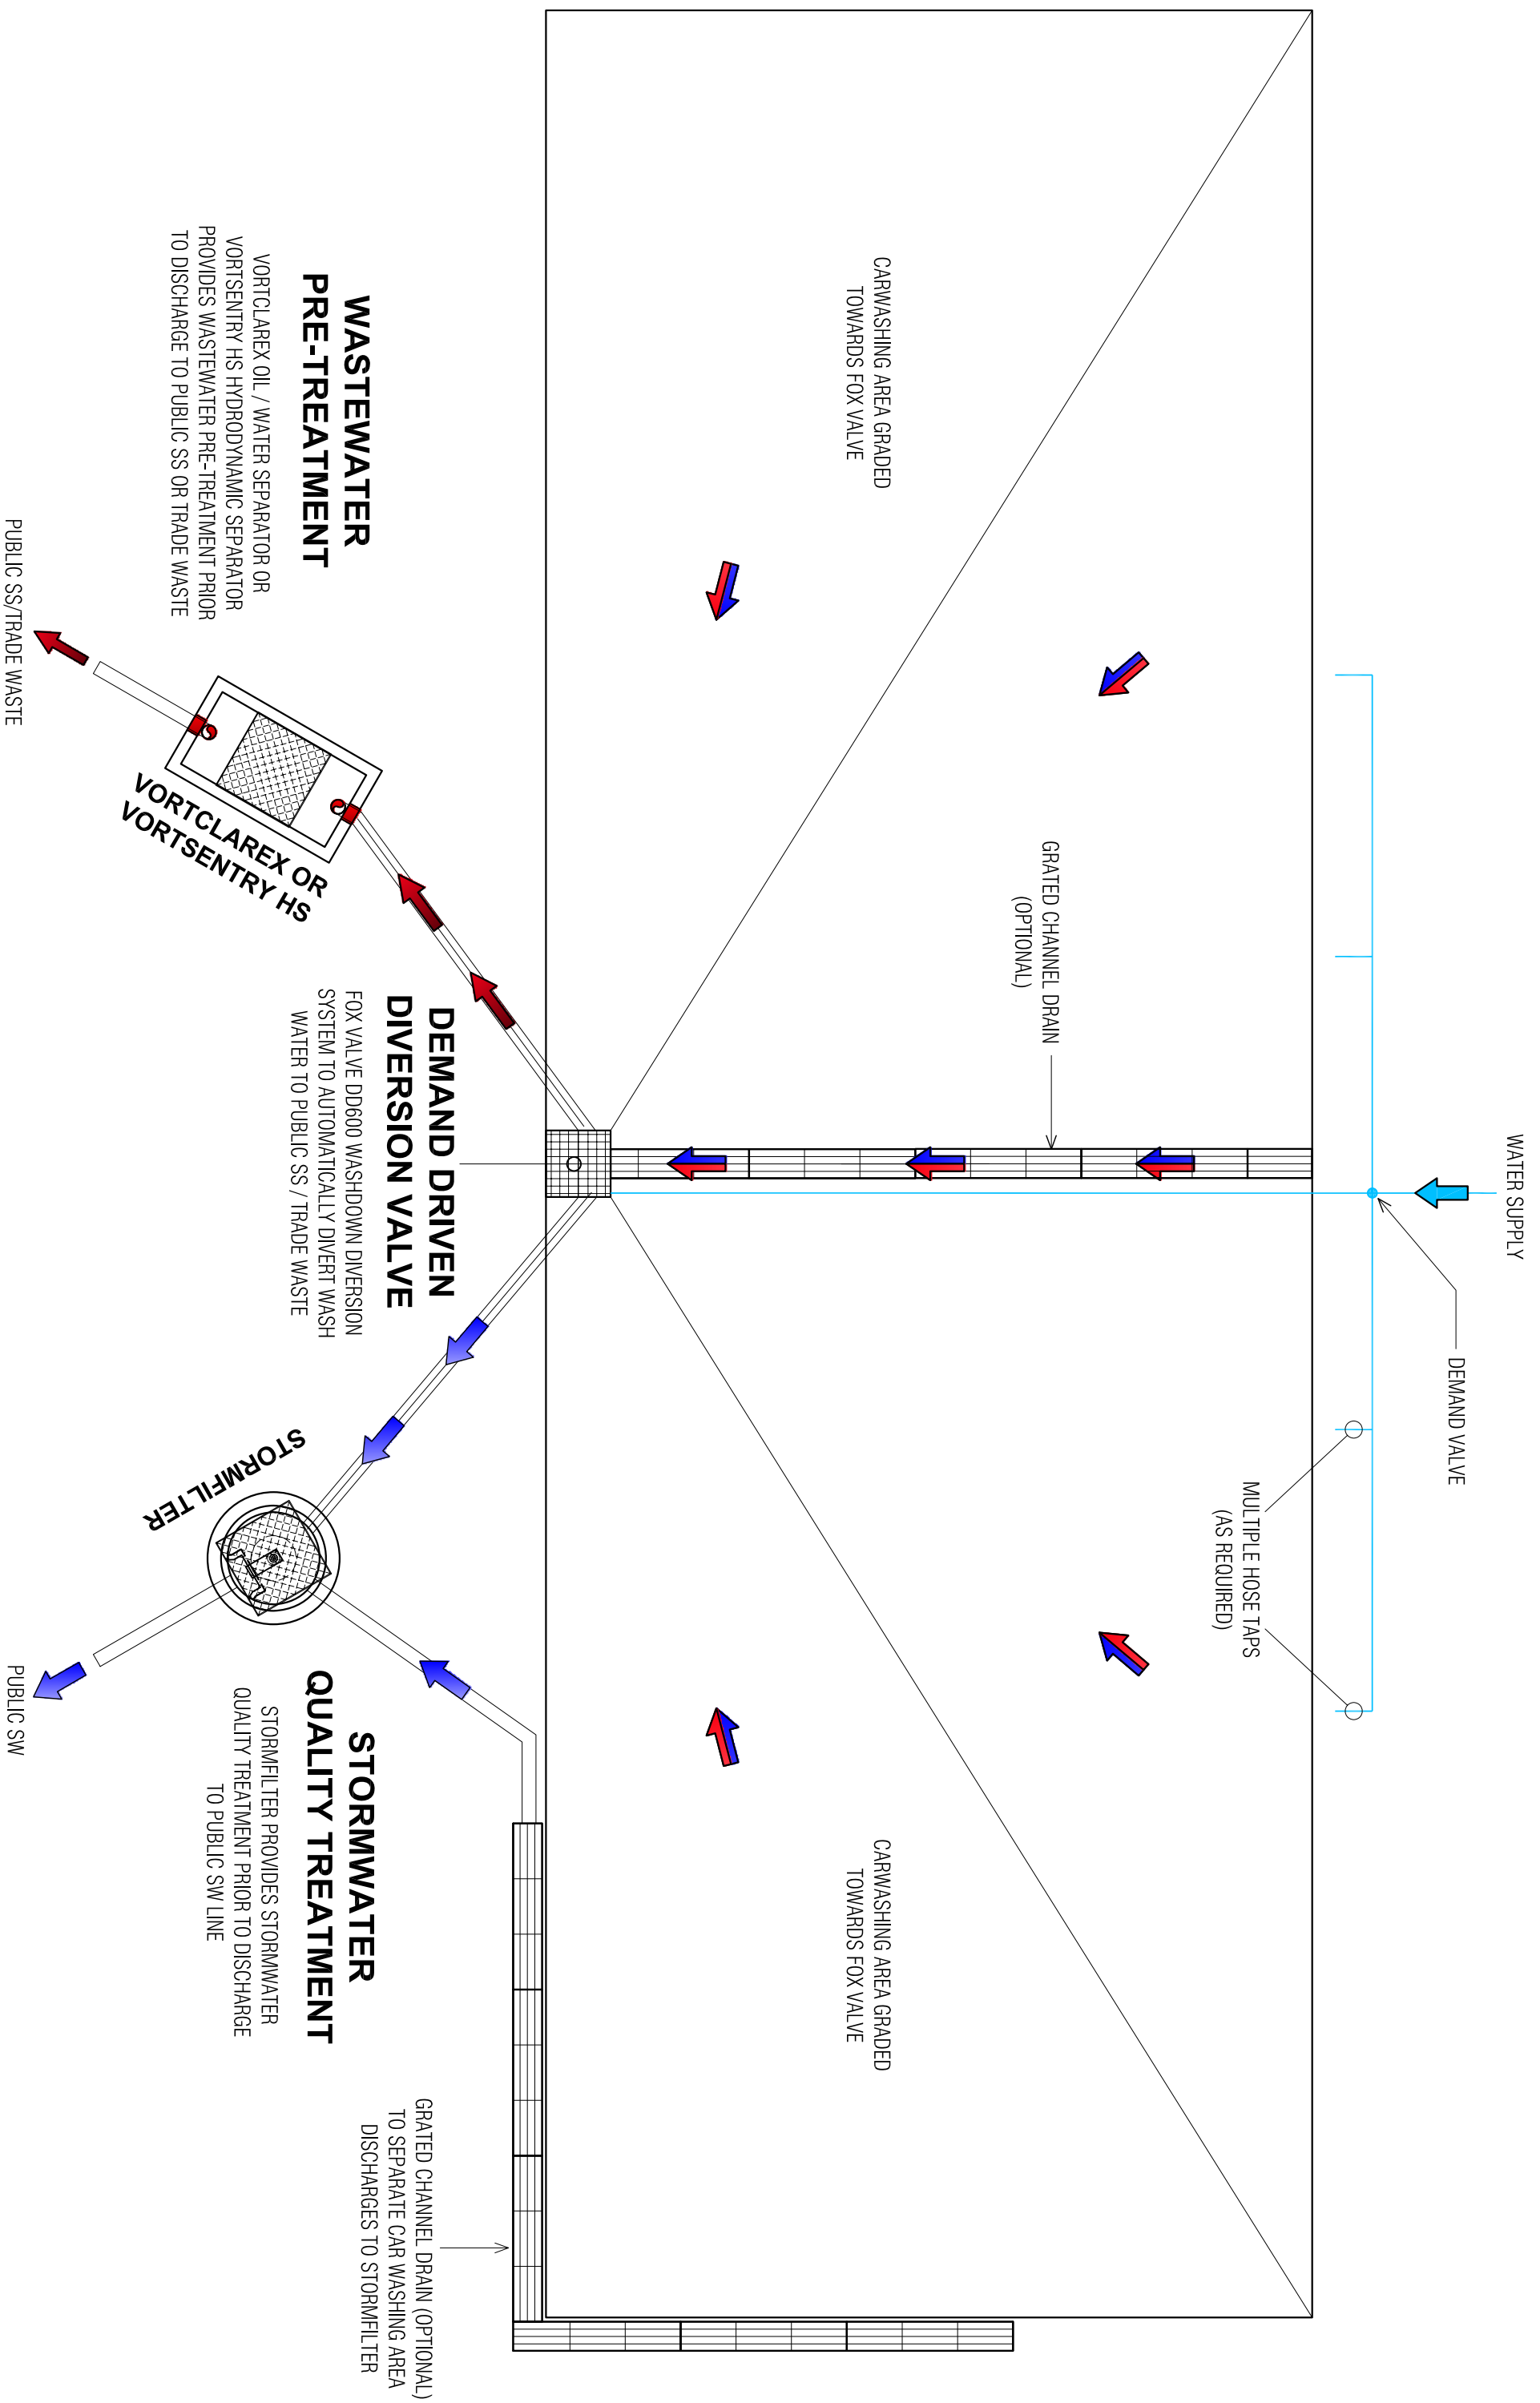 WATER SUPPLY
DEMAND VALVE
MULTIPLE HOSE TAPS
(AS REQUIRED)
GRATED CHANNEL DRAIN
(OPTIONAL)
CARWASHING AREA GRADED
TOWARDS FOX VALVE
CARWASHING AREA GRADED
TOWARDS FOX VALVE
WASTEWATER
PRE-TREATMENT
VORTCLAREX OIL / WATER SEPARATOR OR
VORTSENTRY HS HYDRODYNAMIC SEPARATOR
PROVIDES WASTEWATER PRE-TREATMENT PRIOR
TO DISCHARGE TO PUBLIC SS OR TRADE WASTE
VORTCLAREX OR
VORTSENTRY HS
PUBLIC SS/TRADE WASTE
DEMAND DRIVEN
DIVERSION VALVE
FOX VALVE DD600 WASHDOWN DIVERSION
SYSTEM TO AUTOMATICALLY DIVERT WASH
WATER TO PUBLIC SS / TRADE WASTE
STORMFILTER
STORMWATER
QUALITY TREATMENT
STORMFILTER PROVIDES STORMWATER
QUALITY TREATMENT PRIOR TO DISCHARGE
TO PUBLIC SW LINE
PUBLIC SW
GRATED CHANNEL DRAIN (OPTIONAL)
TO SEPARATE CAR WASHING AREA
DISCHARGES TO STORMFILTER